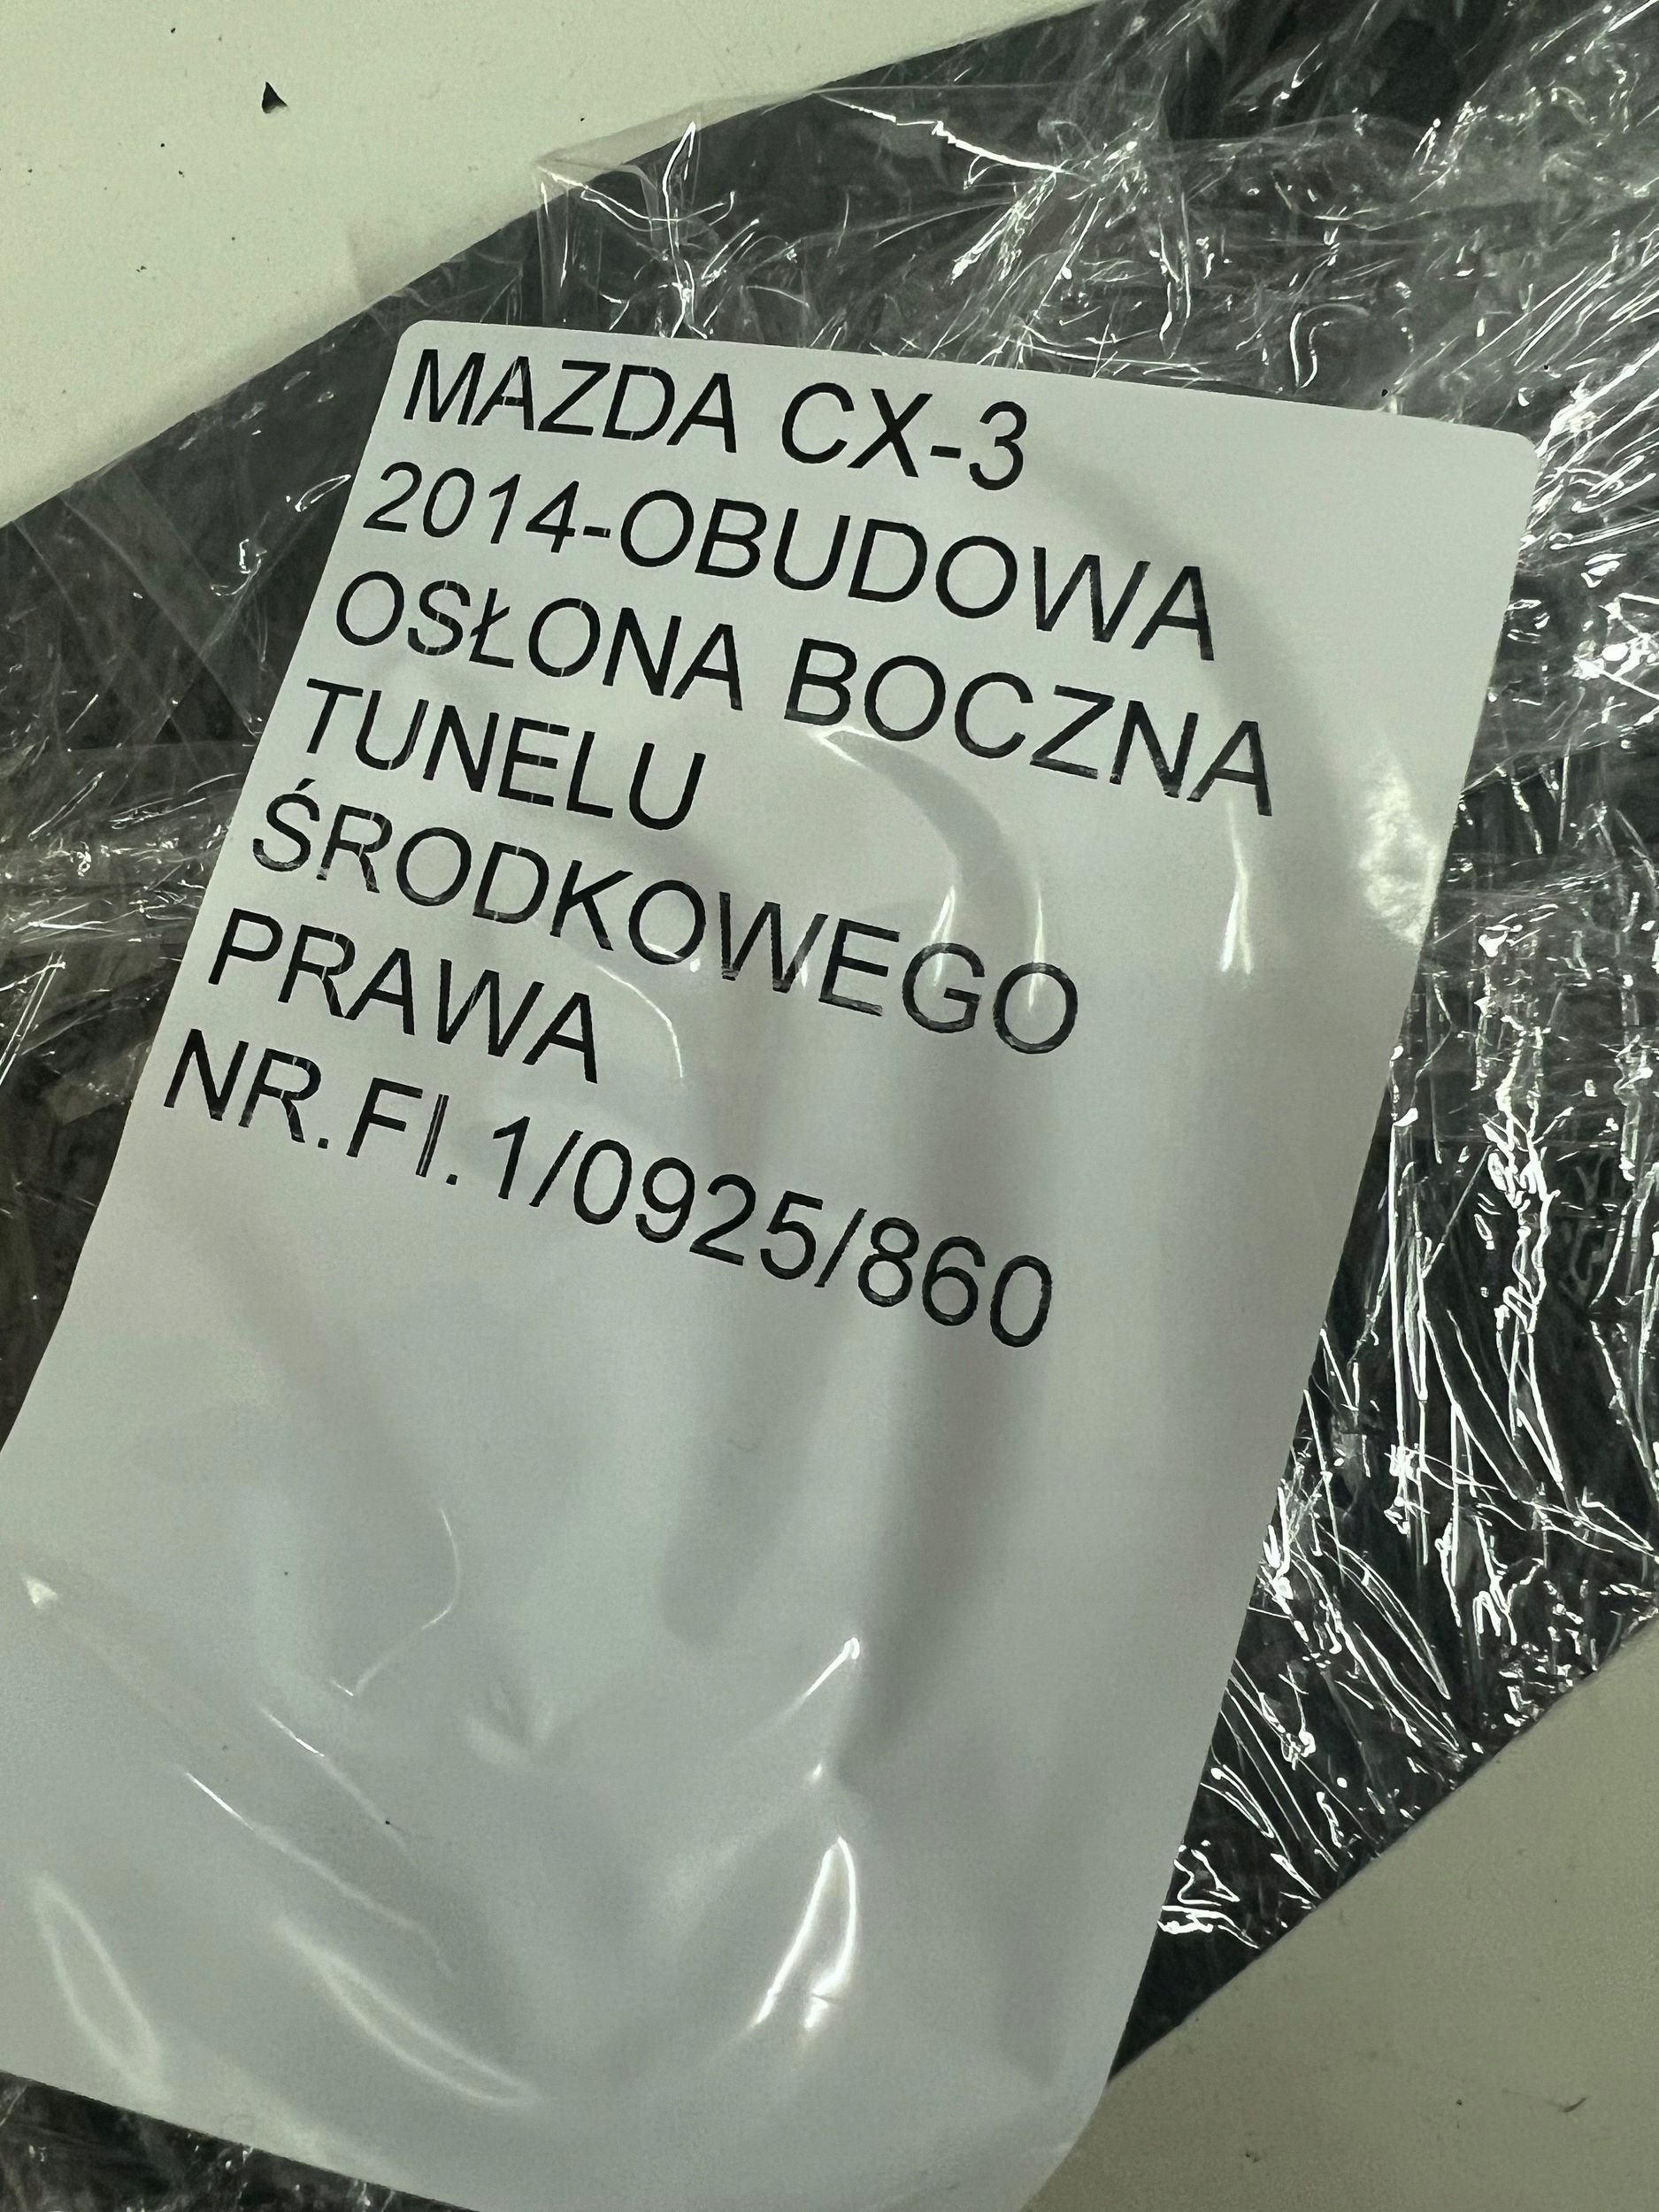 MAZDA CX-3
2014-OBUDOWA
OSŁONA BOCZNA
TUNELU
ŚRODKOWEGO
PRAWA
NR.FI.1/0925/860